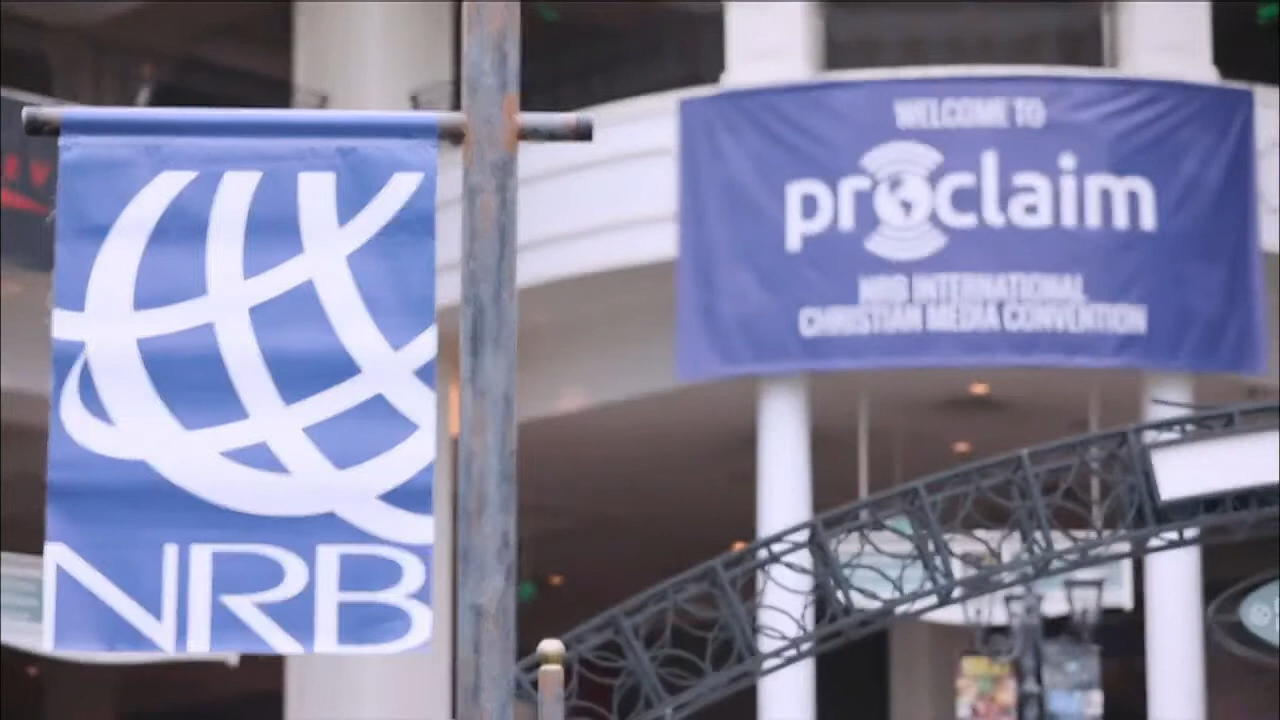 NRB
WELCOME TO
proclaim
NRB INTERNATIONAL
CHRISTIAN MEDIA CONVENTION